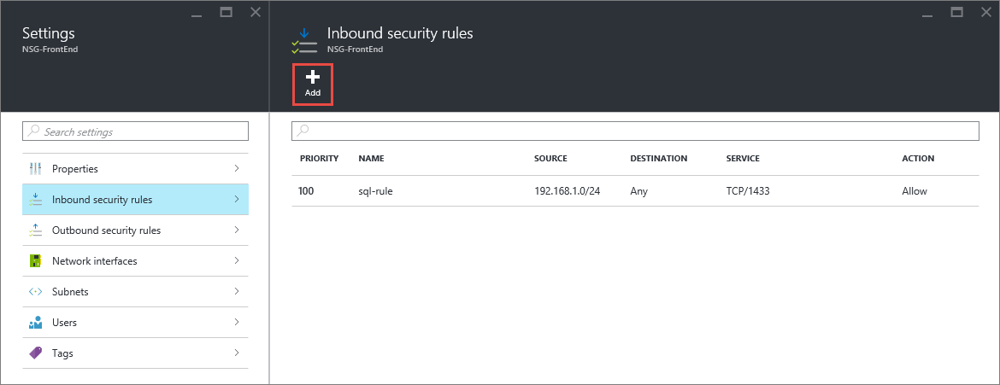 Settings
NSG-FrontEnd
Search settings
Properties
Inbound security rules
Outbound security rules
Network interfaces
Subnets
Users
Tags
Inbound security rules
NSG-FrontEnd
Add
PRIORITY NAME SOURCE DESTINATION SERVICE ACTION
100 sql-rule 192.168.1.0/24 Any TCP/1433 Allow